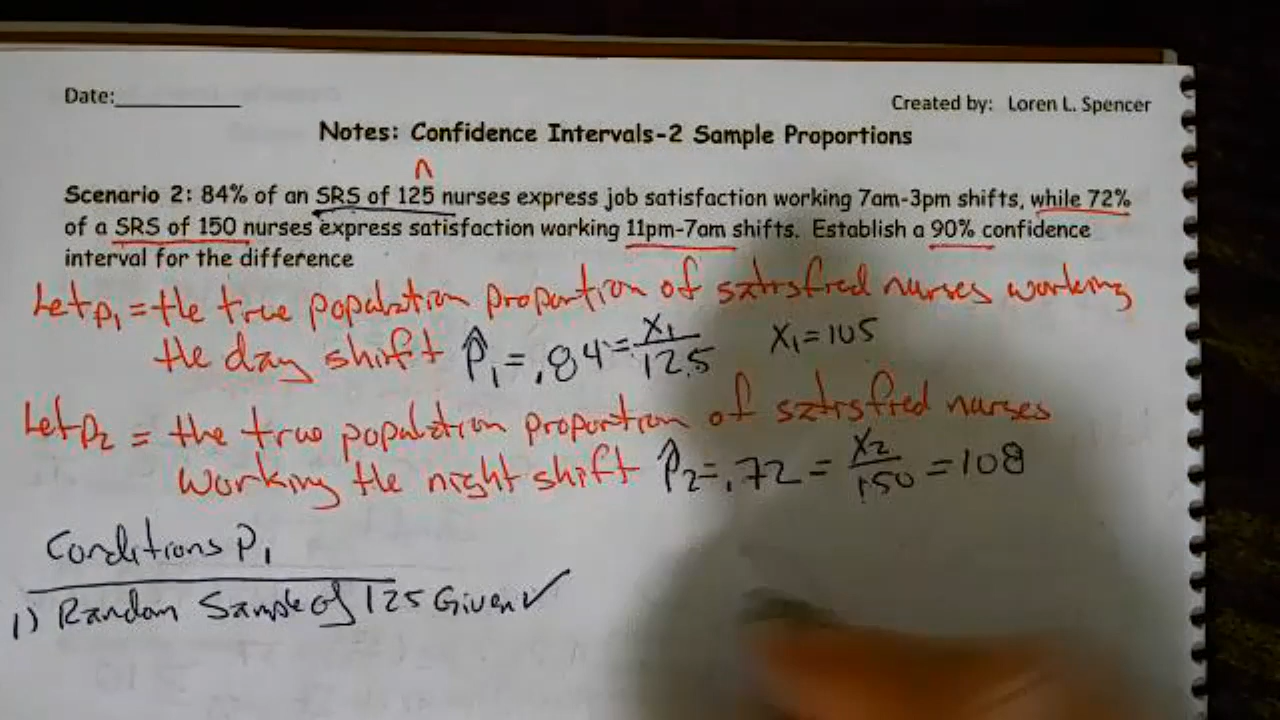 Date:__________ Created by: Loren L. Spencer
Notes: Confidence Intervals-2 Sample Proportions
Scenario 2: 84% of an SRS of 125 nurses express job satisfaction working 7am-3pm shifts, while 72%
of a SRS of 150 nurses express satisfaction working 11pm-7am shifts. Establish a 90% confidence
interval for the difference
Let p₁ = the true population proportion of satisfied nurses working
the day shift p̂₁ = .84 = X₁/125 X₁ = 105
Let p₂ = the true population proportion of satisfied nurses
working the night shift p̂₂ = .72 = X₂/150 = 108
Conditions P₁
1) Random Sample of 125 Given ✓